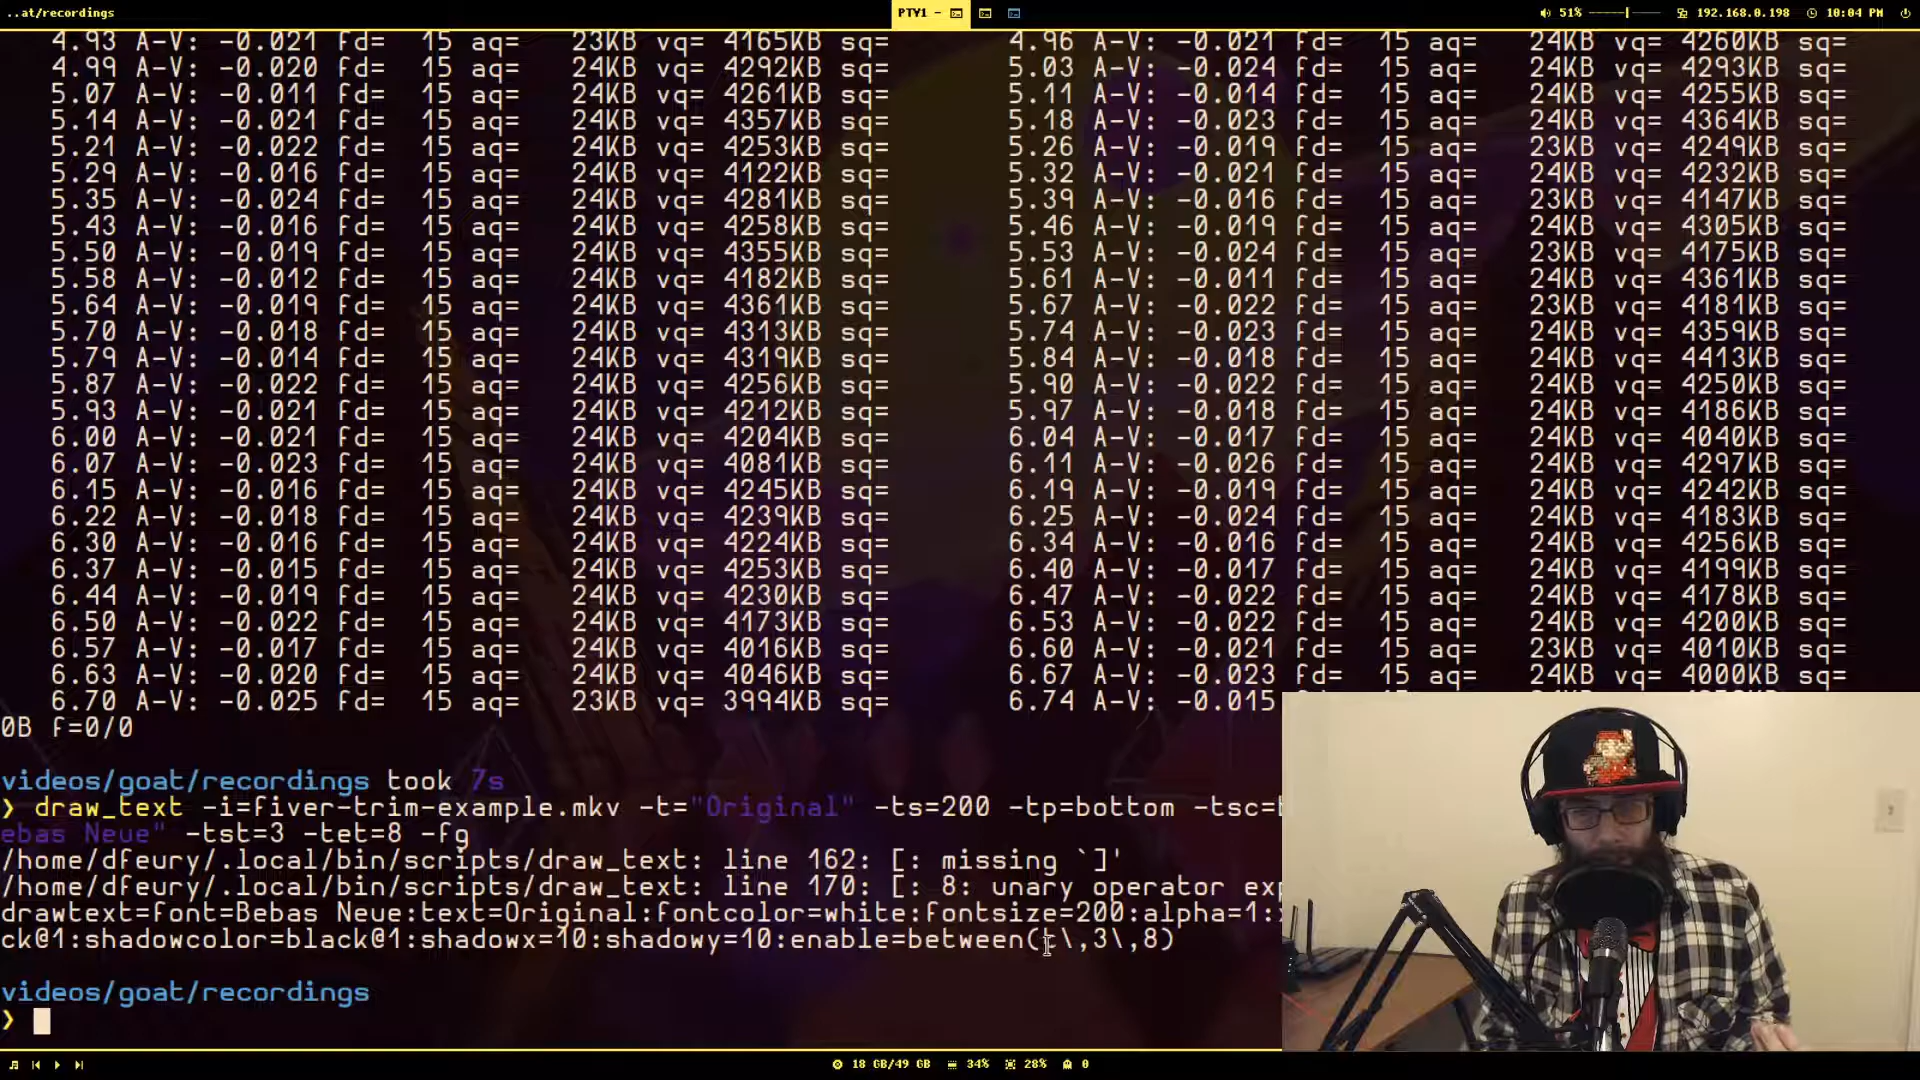 ..at/recordings PTY1 - 51% 192.168.0.198 10:04 PM
4.93 A-V: -0.021 fd= 15 aq= 23KB vq= 4165KB sq= 4.96 A-V: -0.021 fd= 15 aq= 24KB vq= 4260KB sq=
4.99 A-V: -0.020 fd= 15 aq= 24KB vq= 4292KB sq= 5.03 A-V: -0.024 fd= 15 aq= 24KB vq= 4293KB sq=
5.07 A-V: -0.011 fd= 15 aq= 24KB vq= 4261KB sq= 5.11 A-V: -0.014 fd= 15 aq= 24KB vq= 4255KB sq=
5.14 A-V: -0.021 fd= 15 aq= 24KB vq= 4357KB sq= 5.18 A-V: -0.023 fd= 15 aq= 24KB vq= 4364KB sq=
5.21 A-V: -0.022 fd= 15 aq= 24KB vq= 4253KB sq= 5.26 A-V: -0.019 fd= 15 aq= 23KB vq= 4249KB sq=
5.29 A-V: -0.016 fd= 15 aq= 24KB vq= 4122KB sq= 5.32 A-V: -0.021 fd= 15 aq= 24KB vq= 4232KB sq=
5.35 A-V: -0.024 fd= 15 aq= 24KB vq= 4281KB sq= 5.39 A-V: -0.016 fd= 15 aq= 23KB vq= 4147KB sq=
5.43 A-V: -0.016 fd= 15 aq= 24KB vq= 4258KB sq= 5.46 A-V: -0.019 fd= 15 aq= 24KB vq= 4305KB sq=
5.50 A-V: -0.019 fd= 15 aq= 24KB vq= 4355KB sq= 5.53 A-V: -0.024 fd= 15 aq= 23KB vq= 4175KB sq=
5.58 A-V: -0.012 fd= 15 aq= 24KB vq= 4182KB sq= 5.61 A-V: -0.011 fd= 15 aq= 24KB vq= 4361KB sq=
5.64 A-V: -0.019 fd= 15 aq= 24KB vq= 4361KB sq= 5.67 A-V: -0.022 fd= 15 aq= 23KB vq= 4181KB sq=
5.70 A-V: -0.018 fd= 15 aq= 24KB vq= 4313KB sq= 5.74 A-V: -0.023 fd= 15 aq= 24KB vq= 4359KB sq=
5.79 A-V: -0.014 fd= 15 aq= 24KB vq= 4319KB sq= 5.84 A-V: -0.018 fd= 15 aq= 24KB vq= 4413KB sq=
5.87 A-V: -0.022 fd= 15 aq= 24KB vq= 4256KB sq= 5.90 A-V: -0.022 fd= 15 aq= 24KB vq= 4250KB sq=
5.93 A-V: -0.021 fd= 15 aq= 24KB vq= 4212KB sq= 5.97 A-V: -0.018 fd= 15 aq= 24KB vq= 4186KB sq=
6.00 A-V: -0.021 fd= 15 aq= 24KB vq= 4204KB sq= 6.04 A-V: -0.017 fd= 15 aq= 24KB vq= 4040KB sq=
6.07 A-V: -0.023 fd= 15 aq= 24KB vq= 4081KB sq= 6.11 A-V: -0.026 fd= 15 aq= 24KB vq= 4297KB sq=
6.15 A-V: -0.016 fd= 15 aq= 24KB vq= 4245KB sq= 6.19 A-V: -0.019 fd= 15 aq= 24KB vq= 4242KB sq=
6.22 A-V: -0.018 fd= 15 aq= 24KB vq= 4239KB sq= 6.25 A-V: -0.024 fd= 15 aq= 24KB vq= 4183KB sq=
6.30 A-V: -0.016 fd= 15 aq= 24KB vq= 4224KB sq= 6.34 A-V: -0.016 fd= 15 aq= 24KB vq= 4256KB sq=
6.37 A-V: -0.015 fd= 15 aq= 24KB vq= 4253KB sq= 6.40 A-V: -0.017 fd= 15 aq= 24KB vq= 4199KB sq=
6.44 A-V: -0.019 fd= 15 aq= 24KB vq= 4230KB sq= 6.47 A-V: -0.022 fd= 15 aq= 24KB vq= 4178KB sq=
6.50 A-V: -0.022 fd= 15 aq= 24KB vq= 4173KB sq= 6.53 A-V: -0.022 fd= 15 aq= 24KB vq= 4200KB sq=
6.57 A-V: -0.017 fd= 15 aq= 24KB vq= 4016KB sq= 6.60 A-V: -0.021 fd= 15 aq= 23KB vq= 4010KB sq=
6.63 A-V: -0.020 fd= 15 aq= 24KB vq= 4046KB sq= 6.67 A-V: -0.023 fd= 15 aq= 24KB vq= 4000KB sq=
6.70 A-V: -0.025 fd= 15 aq= 23KB vq= 3994KB sq= 6.74 A-V: -0.015
0B f=0/0
videos/goat/recordings took 7s
❯ draw_text -i=fiver-trim-example.mkv -t="Original" -ts=200 -tp=bottom -tsc=b
ebas Neue" -tst=3 -tet=8 -fg
/home/dfeury/.local/bin/scripts/draw_text: line 162: [: missing `]'
/home/dfeury/.local/bin/scripts/draw_text: line 170: [: 8: unary operator exp
drawtext=font=Bebas Neue:text=Original:fontcolor=white:fontsize=200:alpha=1:x
ck@1:shadowcolor=black@1:shadowx=10:shadowy=10:enable=between(t\,3\,8)
videos/goat/recordings
❯
18 GB/49 GB 34% 28% 0